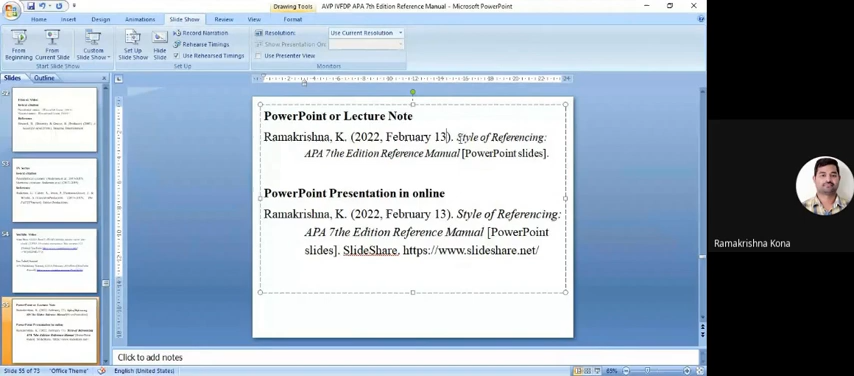 Drawing Tools
AVP IVFDP APA 7th Edition Reference Manual - Microsoft PowerPoint
Home Insert Design Animations Slide Show Review View Format
From Beginning
From Current Slide
Custom Slide Show
Set Up Slide Show
Hide Slide
Record Narration
Rehearse Timings
Use Rehearsed Timings
Set Up
Resolution: Use Current Resolution
Show Presentation On:
Use Presenter View
Monitors
Slides Outline
PowerPoint or Lecture Note
Ramakrishna, K. (2022, February 13). Style of Referencing:
APA 7the Edition Reference Manual [PowerPoint slides].
PowerPoint Presentation in online
Ramakrishna, K. (2022, February 13). Style of Referencing:
APA 7the Edition Reference Manual [PowerPoint
slides]. SlideShare, https://www.slideshare.net/
Ramakrishna Kona
Click to add notes
Slide 55 of 73 "Office Theme" English (United States) 83%